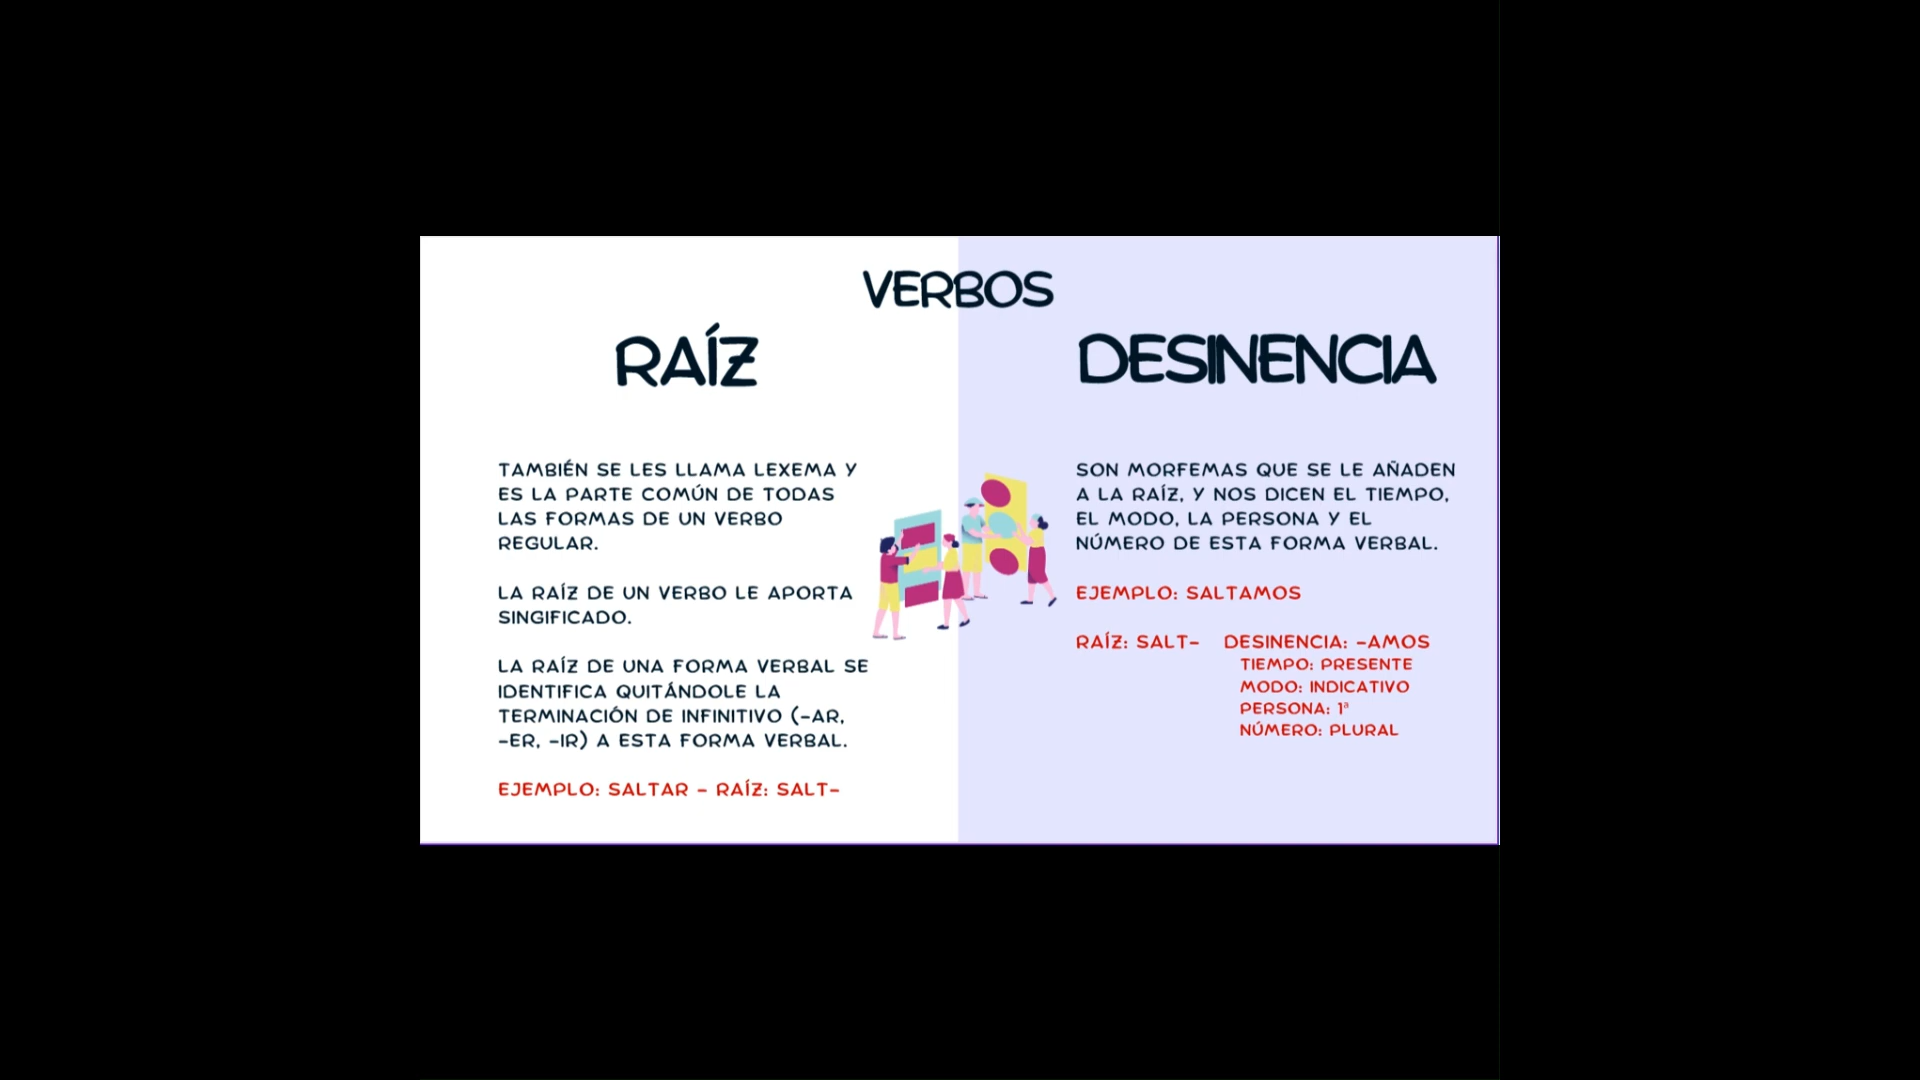 VERBOS
RAÍZ
TAMBIÉN SE LES LLAMA LEXEMA Y
ES LA PARTE COMÚN DE TODAS
LAS FORMAS DE UN VERBO
REGULAR.
LA RAÍZ DE UN VERBO LE APORTA
SINGIFICADO.
LA RAÍZ DE UNA FORMA VERBAL SE
IDENTIFICA QUITÁNDOLE LA
TERMINACIÓN DE INFINITIVO (-AR,
-ER, -IR) A ESTA FORMA VERBAL.
EJEMPLO: SALTAR - RAÍZ: SALT-
DESINENCIA
SON MORFEMAS QUE SE LE AÑADEN
A LA RAÍZ, Y NOS DICEN EL TIEMPO,
EL MODO, LA PERSONA Y EL
NÚMERO DE ESTA FORMA VERBAL.
EJEMPLO: SALTAMOS
RAÍZ: SALT- DESINENCIA: -AMOS
TIEMPO: PRESENTE
MODO: INDICATIVO
PERSONA: 1ª
NÚMERO: PLURAL